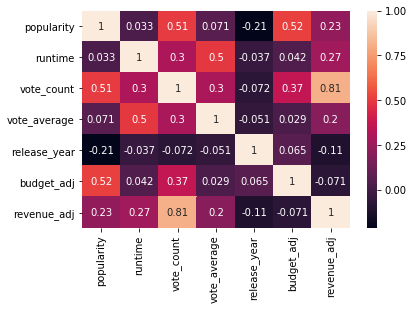 popularity 1 0.033 0.51 0.071 -0.21 0.52 0.23
runtime 0.033 1 0.3 0.5 -0.037 0.042 0.27
vote_count 0.51 0.3 1 0.3 -0.072 0.37 0.81
vote_average 0.071 0.5 0.3 1 -0.051 0.029 0.2
release_year -0.21 -0.037 -0.072 -0.051 1 0.065 -0.11
budget_adj 0.52 0.042 0.37 0.029 0.065 1 -0.071
revenue_adj 0.23 0.27 0.81 0.2 -0.11 -0.071 1
popularity
runtime
vote_count
vote_average
release_year
budget_adj
revenue_adj
1.00
0.75
0.50
0.25
0.00